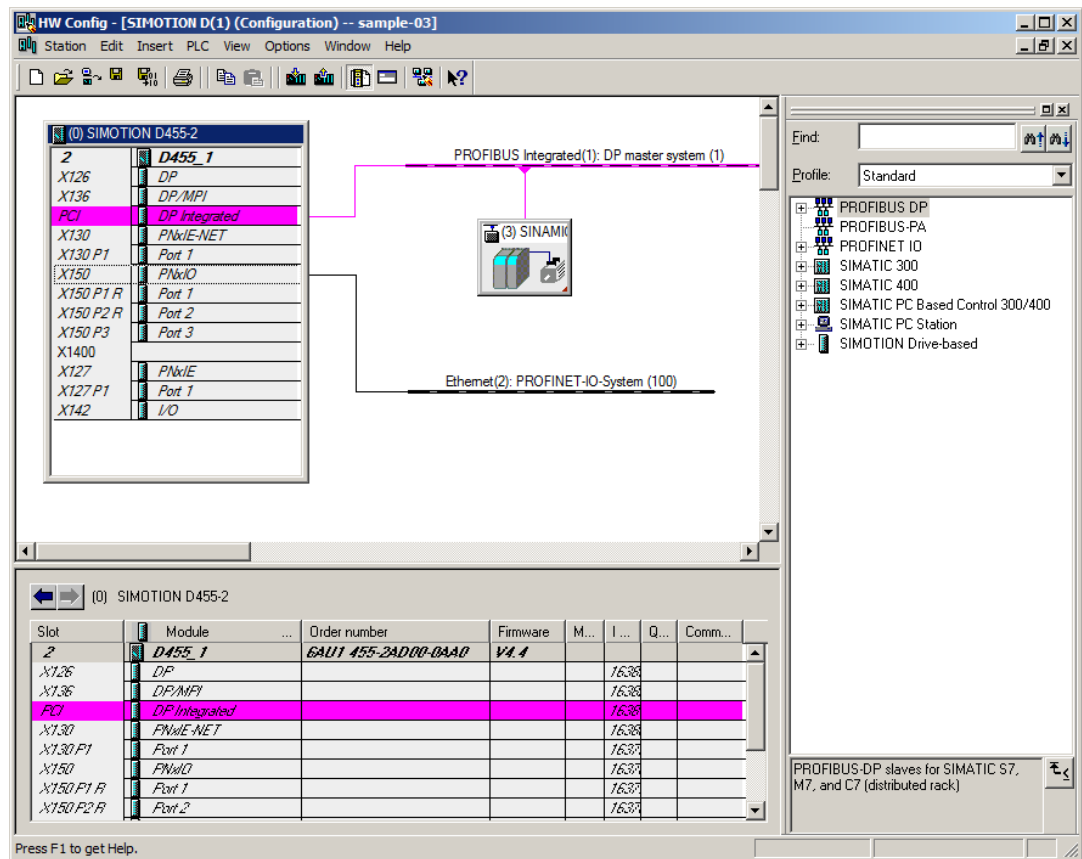 HW Config - [SIMOTION D(1) (Configuration) -- sample-03]
Station Edit Insert PLC View Options Window Help
(0) SIMOTION D455-2
2 D455_1
X126 DP
X136 DP/MPI
PCI DP Integrated
X130 PNxIE-NET
X130 P1 Port 1
X150 PNxIO
X150 P1 R Port 1
X150 P2 R Port 2
X150 P3 Port 3
X1400
X127 PNxIE
X127 P1 Port 1
X142 I/O
PROFIBUS Integrated(1): DP master system (1)
(3) SINAMIC
Ethernet(2): PROFINET-IO-System (100)
Find:
Profile: Standard
PROFIBUS DP
PROFIBUS-PA
PROFINET IO
SIMATIC 300
SIMATIC 400
SIMATIC PC Based Control 300/400
SIMATIC PC Station
SIMOTION Drive-based
(0) SIMOTION D455-2
Slot Module ... Order number Firmware M... I ... Q... Comm...
2 D455_1 6AU1 455-2AD00-0AA0 V4.4
X126 DP 1638
X136 DP/MPI 1638
PCI DP Integrated 1638
X130 PNxIE-NET 1638
X130 P1 Port 1 1637
X150 PNxIO 1637
X150 P1 R Port 1 1637
X150 P2 R Port 2 1637
PROFIBUS-DP slaves for SIMATIC S7,
M7, and C7 (distributed rack)
Press F1 to get Help.